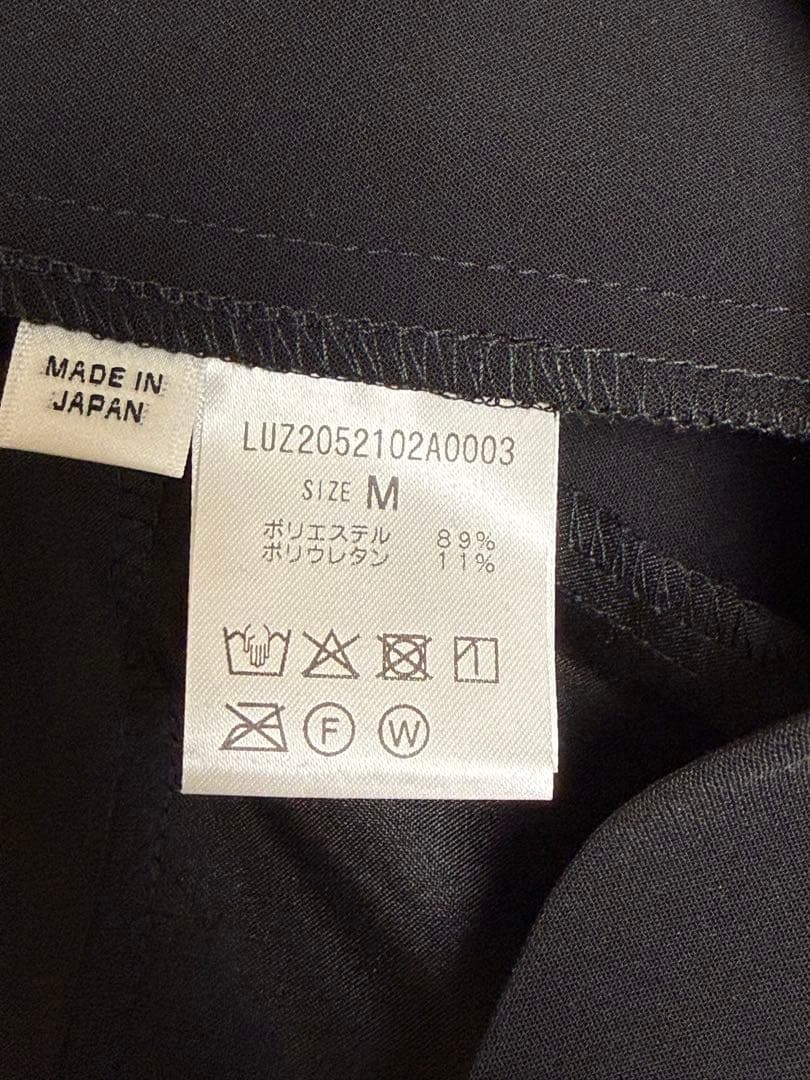 MADE IN
JAPAN
LUZ2052102A0003
SIZE M
ポリエステル 89%
ポリウレタン 11%
F W